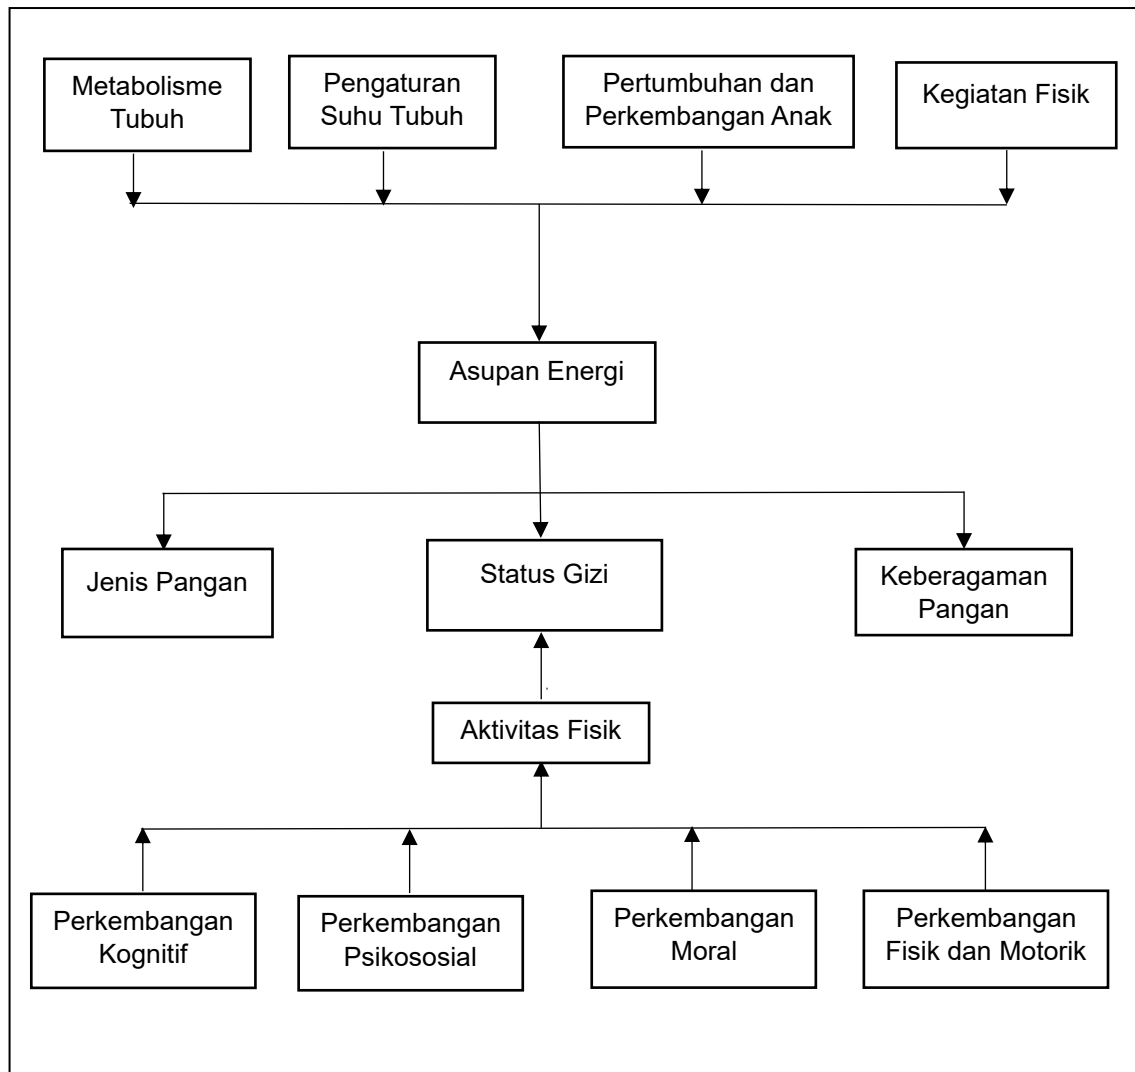 Metabolisme
Tubuh
Pengaturan
Suhu Tubuh
Pertumbuhan dan
Perkembangan Anak
Kegiatan Fisik
Asupan Energi
Jenis Pangan
Status Gizi
Keberagaman
Pangan
Aktivitas Fisik
Perkembangan
Kognitif
Perkembangan
Psikososial
Perkembangan
Moral
Perkembangan
Fisik dan Motorik